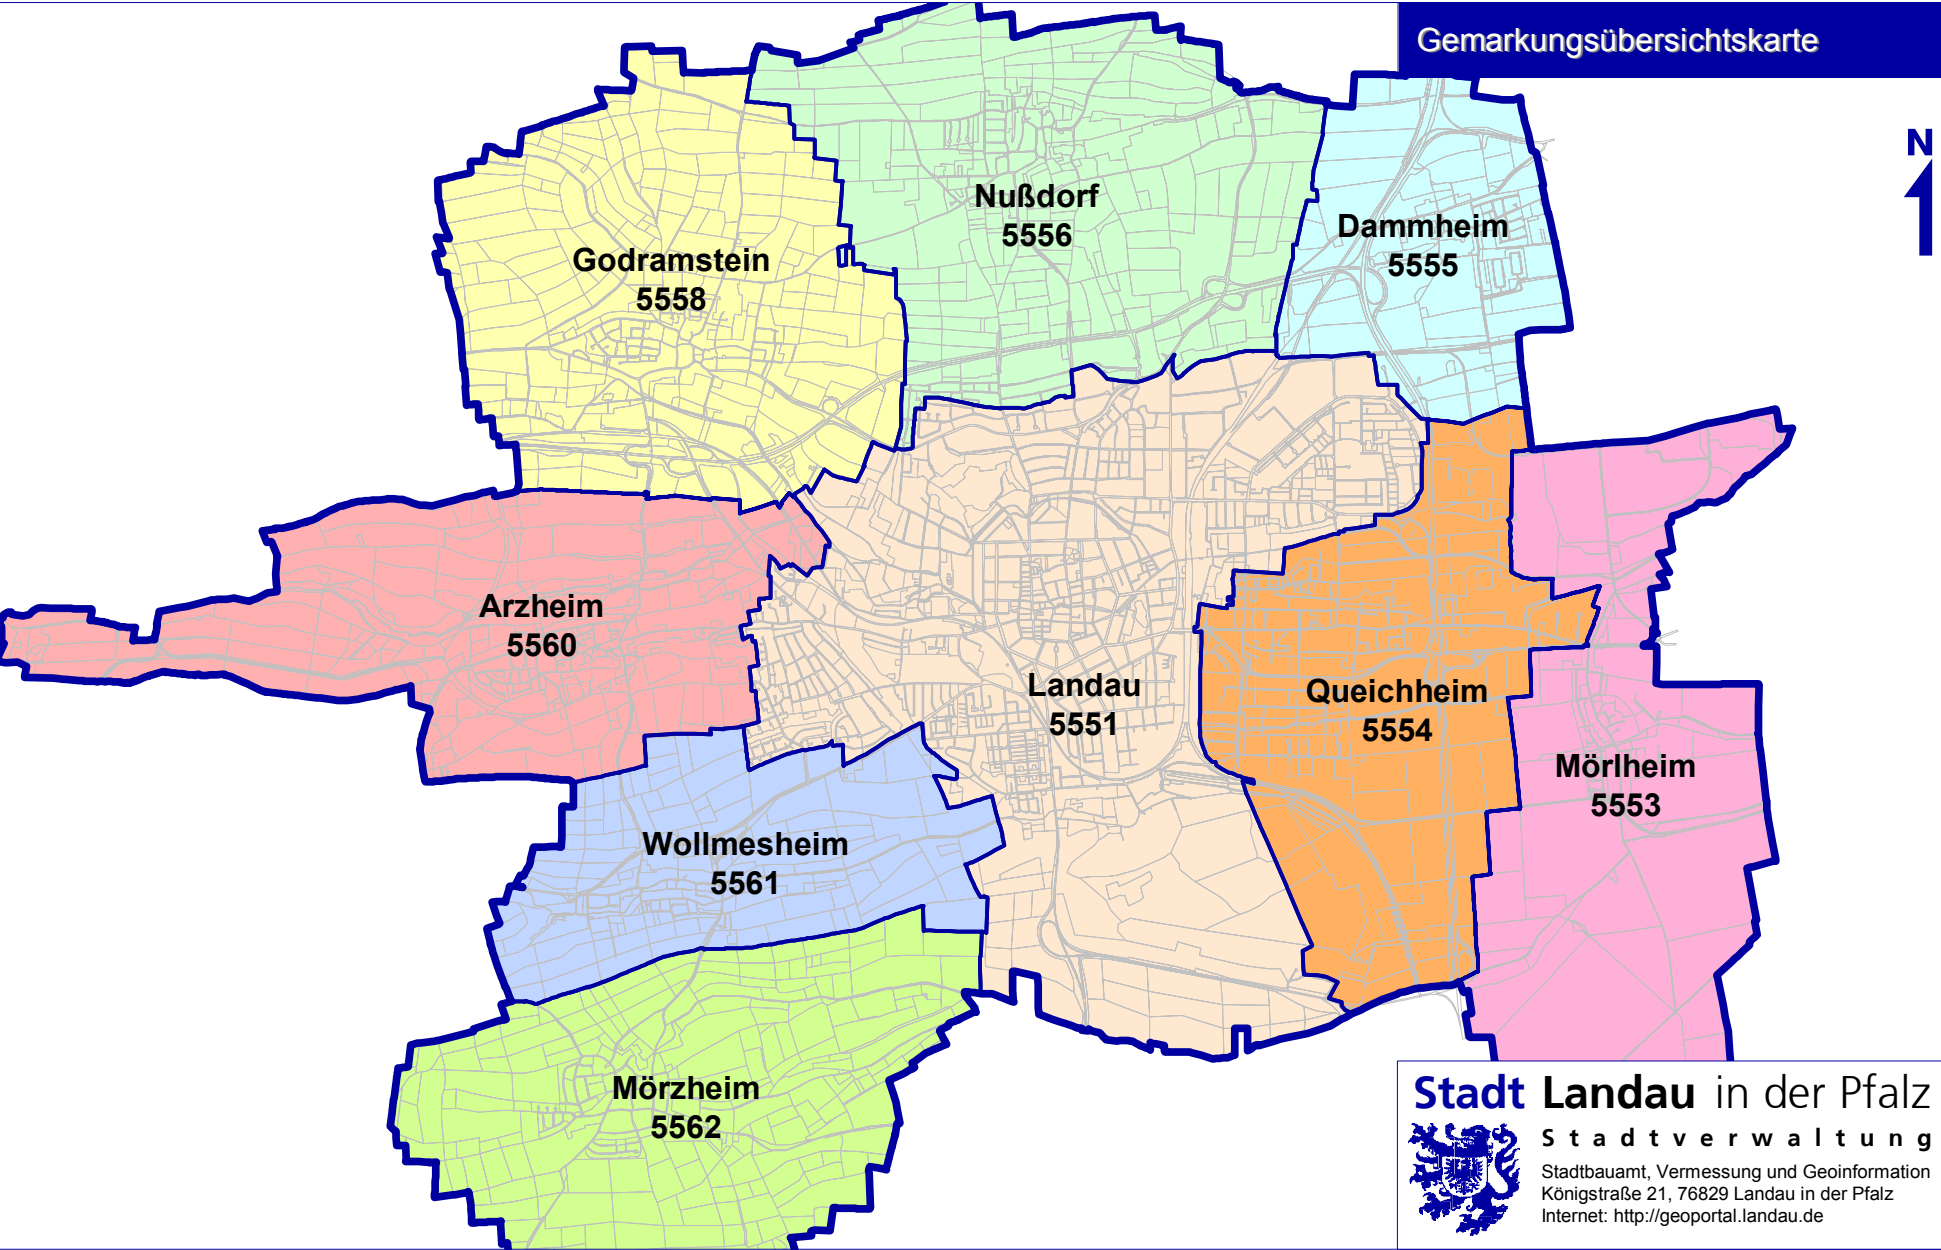 Gemarkungsübersichtskarte
N
Nußdorf
5556
Dammheim
5555
Godramstein
5558
Arzheim
5560
Landau
5551
Queichheim
5554
Mörlheim
5553
Wollmesheim
5561
Mörzheim
5562
Stadt Landau in der Pfalz
Stadtverwaltung
Stadtbauamt, Vermessung und Geoinformation
Königstraße 21, 76829 Landau in der Pfalz
Internet: http://geoportal.landau.de